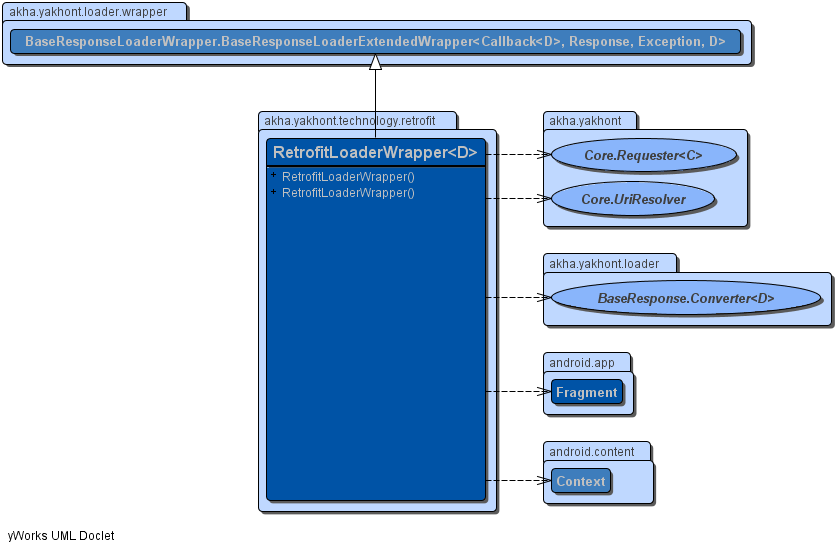 akha.yakhont.loader.wrapper
BaseResponseLoaderWrapper.BaseResponseLoaderExtendedWrapper<Callback<D>, Response, Exception, D>
akha.yakhont.technology.retrofit
RetrofitLoaderWrapper<D>
+ RetrofitLoaderWrapper()
+ RetrofitLoaderWrapper()
akha.yakhont
Core.Requester<C>
Core.UriResolver
akha.yakhont.loader
BaseResponse.Converter<D>
android.app
Fragment
android.content
Context
yWorks UML Doclet